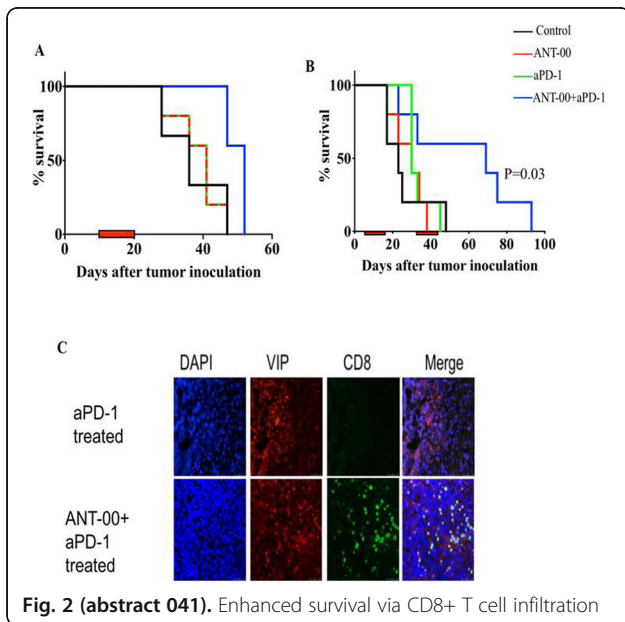 A
100
50
0
% survival
0 20 40 60
Days after tumor inoculation
B
Control
ANT-00
aPD-1
ANT-00+aPD-1
100
50
0
% survival
P=0.03
0 20 40 60 80 100
Days after tumor inoculation
C
DAPI VIP CD8 Merge
aPD-1
treated
ANT-00+
aPD-1
treated
Fig. 2 (abstract 041). Enhanced survival via CD8+ T cell infiltration